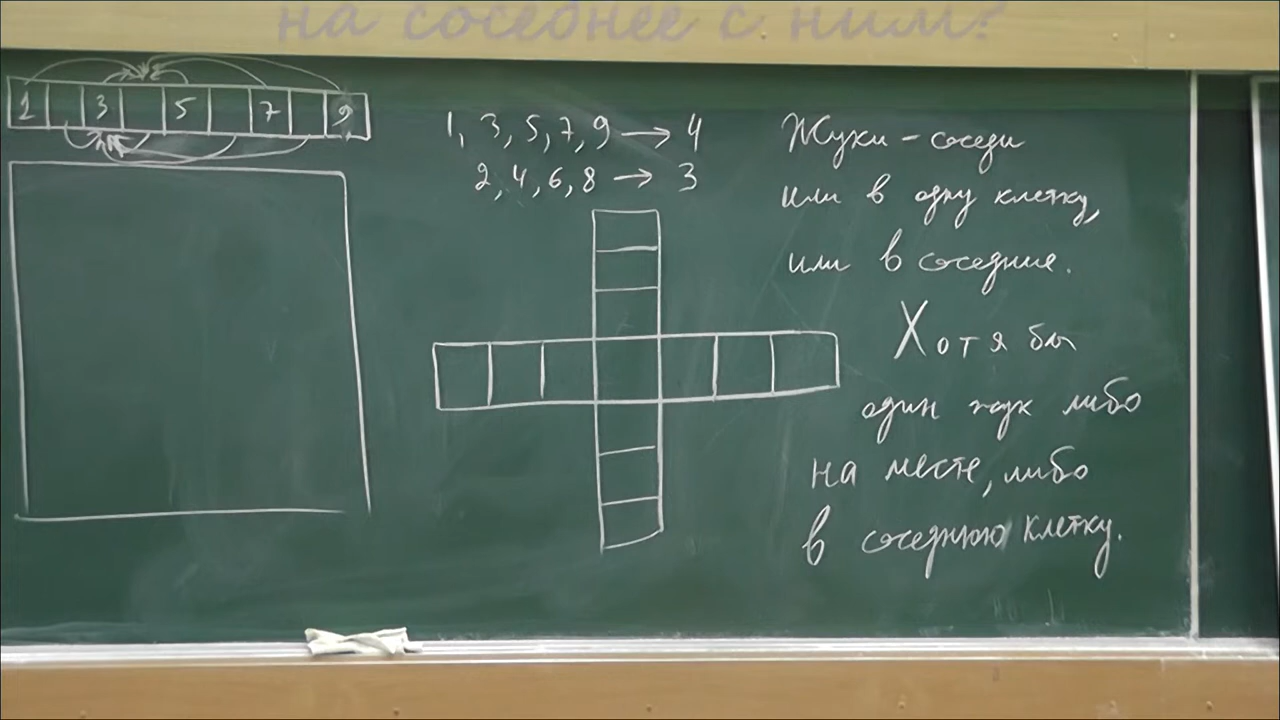 на соседнее с ним?
1 3 5 7 9
1, 3, 5, 7, 9 → 4
2, 4, 6, 8 → 3
Жуки - соседи
или в одну клетку,
или в соседние.
Хотя бы
один жук либо
на месте, либо
в соседнюю клетку.